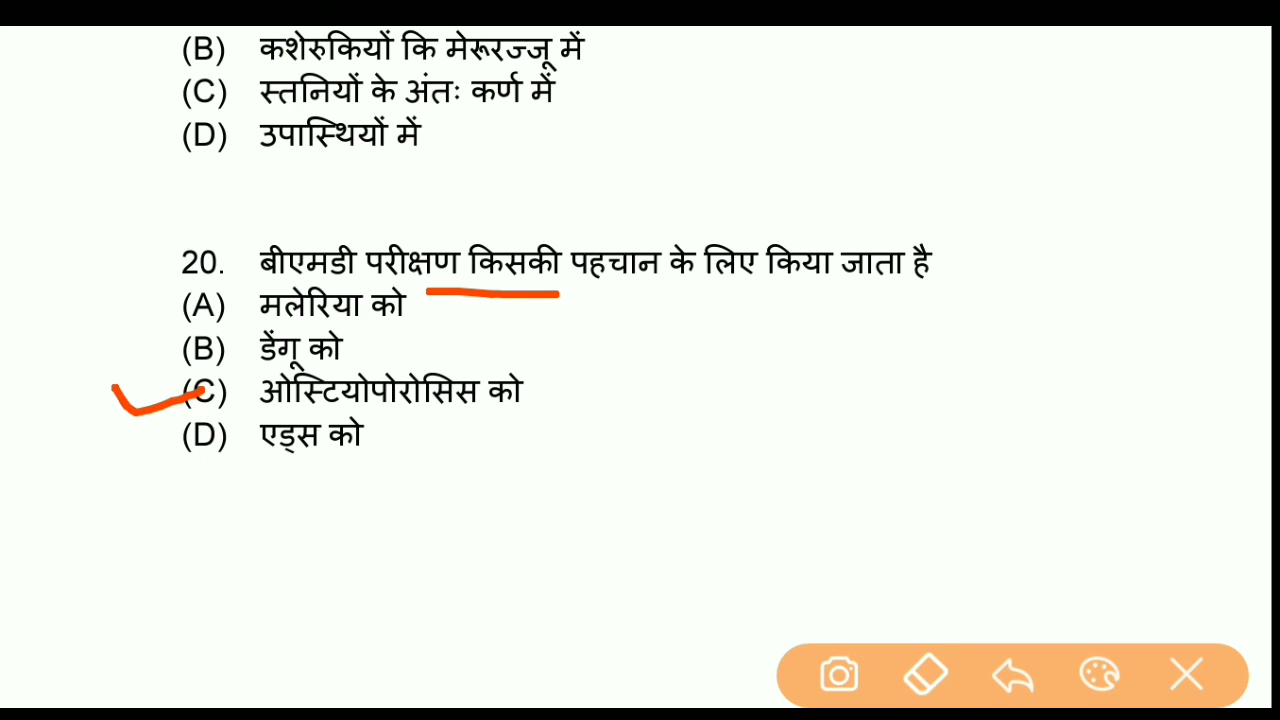 (B) कशेरुकियों कि मेरूरज्जू में
(C) स्तनियों के अंतः कर्ण में
(D) उपास्थियों में
20. बीएमडी परीक्षण किसकी पहचान के लिए किया जाता है
(A) मलेरिया को
(B) डेंगू को
(C) ओस्टियोपोरोसिस को
(D) एड्स को